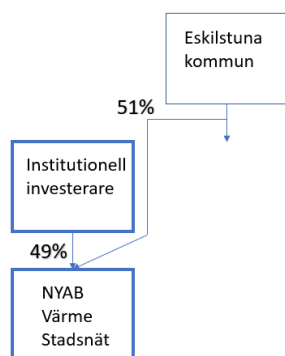 Eskilstuna
kommun
51%
Institutionell
investerare
49%
NYAB
Värme
Stadsnät